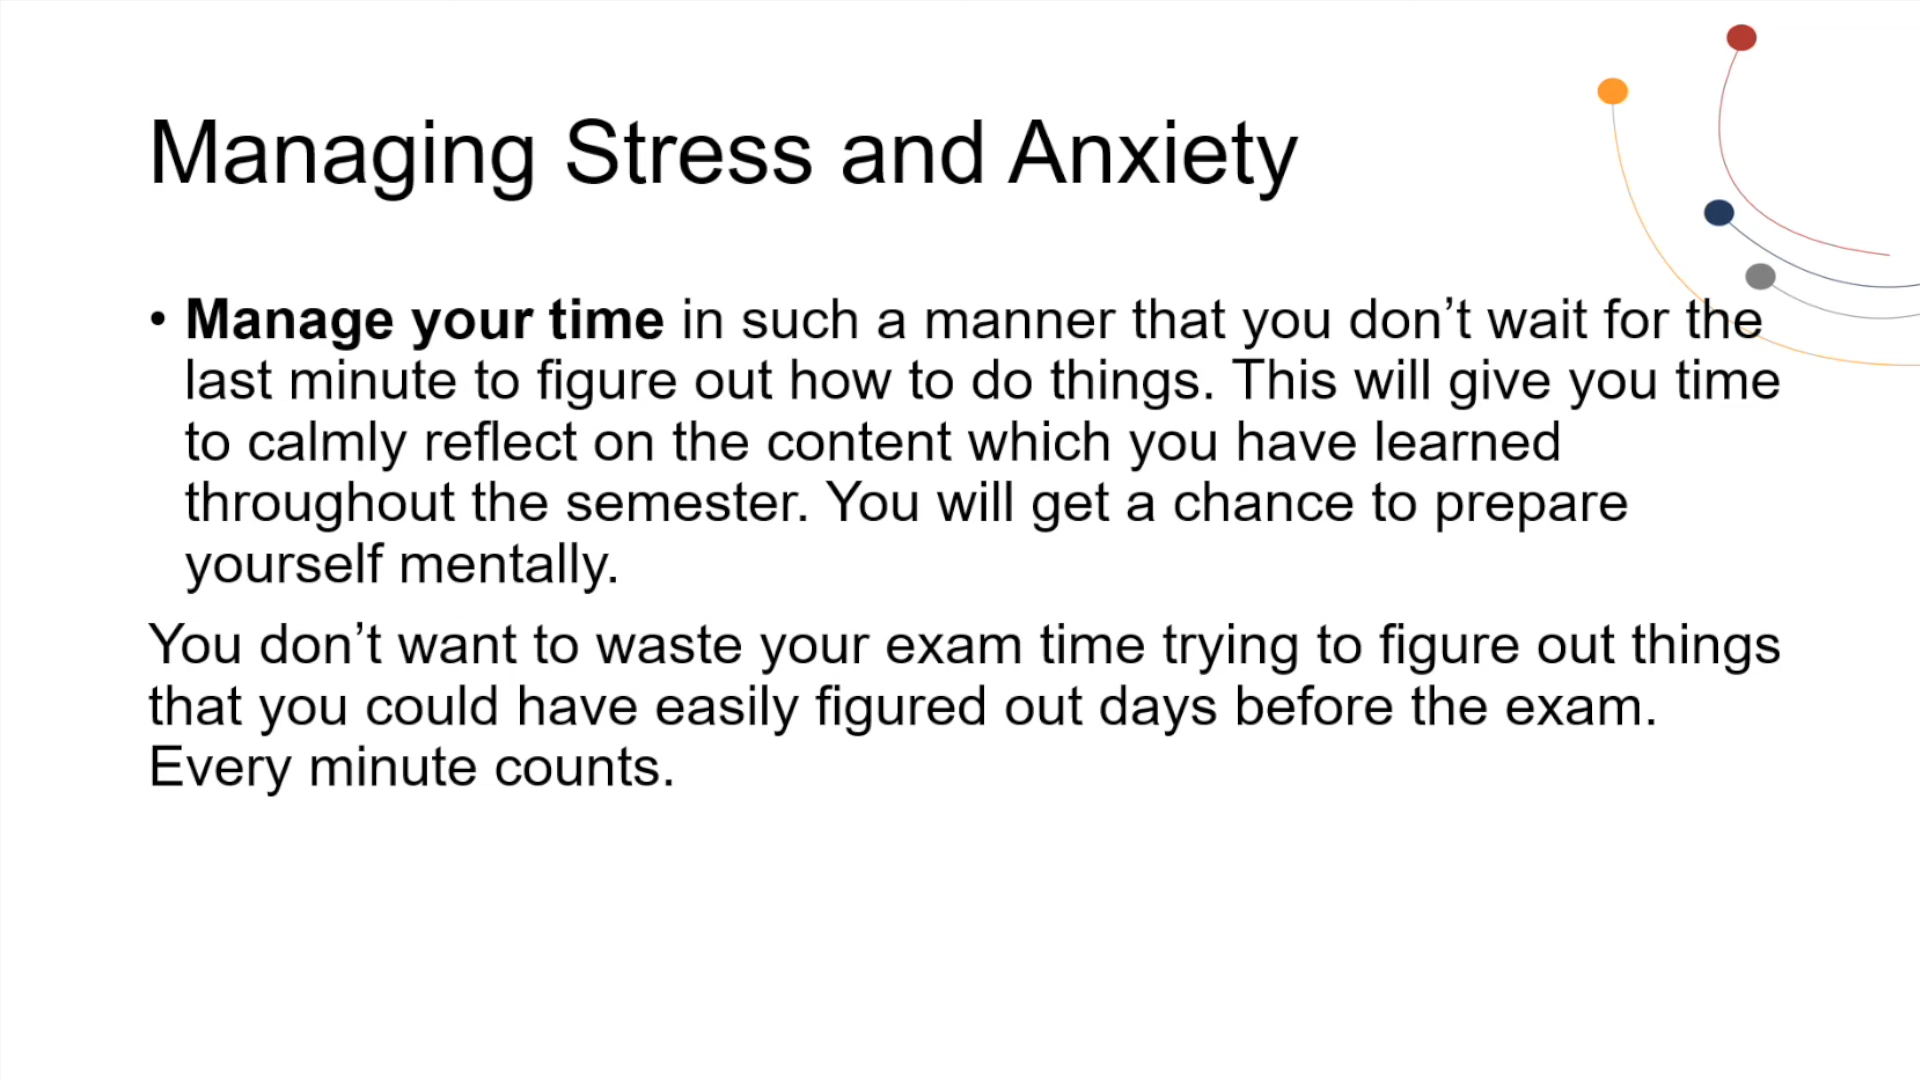 Managing Stress and Anxiety
• Manage your time in such a manner that you don’t wait for the
last minute to figure out how to do things. This will give you time
to calmly reflect on the content which you have learned
throughout the semester. You will get a chance to prepare
yourself mentally.
You don’t want to waste your exam time trying to figure out things
that you could have easily figured out days before the exam.
Every minute counts.